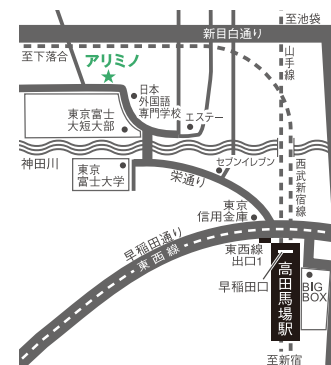 至池袋
新目白通り
至下落合
アリミノ
★
山手線
日本
外国語
専門学校
東京富士
大短大部
エステー
神田川
東京
富士大学
セブンイレブン
栄通り
西武新宿線
東京
信用金庫
早稲田通り
東西線
東西線
出口1
早稲田口
高田馬場駅
BIG
BOX
至新宿